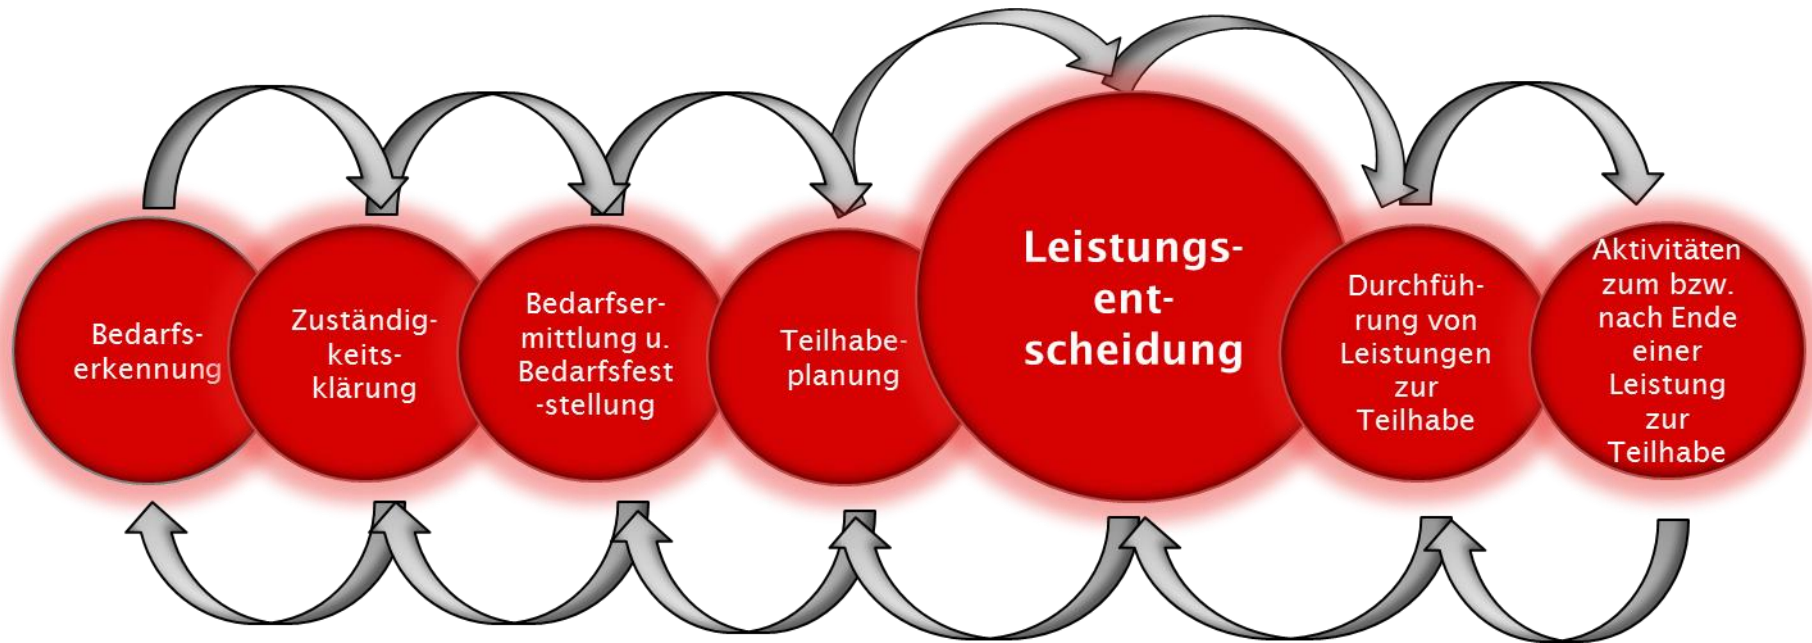 Bedarfs-
erkennung
Zuständig-
keits-
klärung
Bedarfser-
mittlung u.
Bedarfsfest
-stellung
Teilhabe-
planung
Leistungs-
ent-
scheidung
Durchfüh-
rung von
Leistungen
zur
Teilhabe
Aktivitäten
zum bzw.
nach Ende
einer
Leistung
zur
Teilhabe